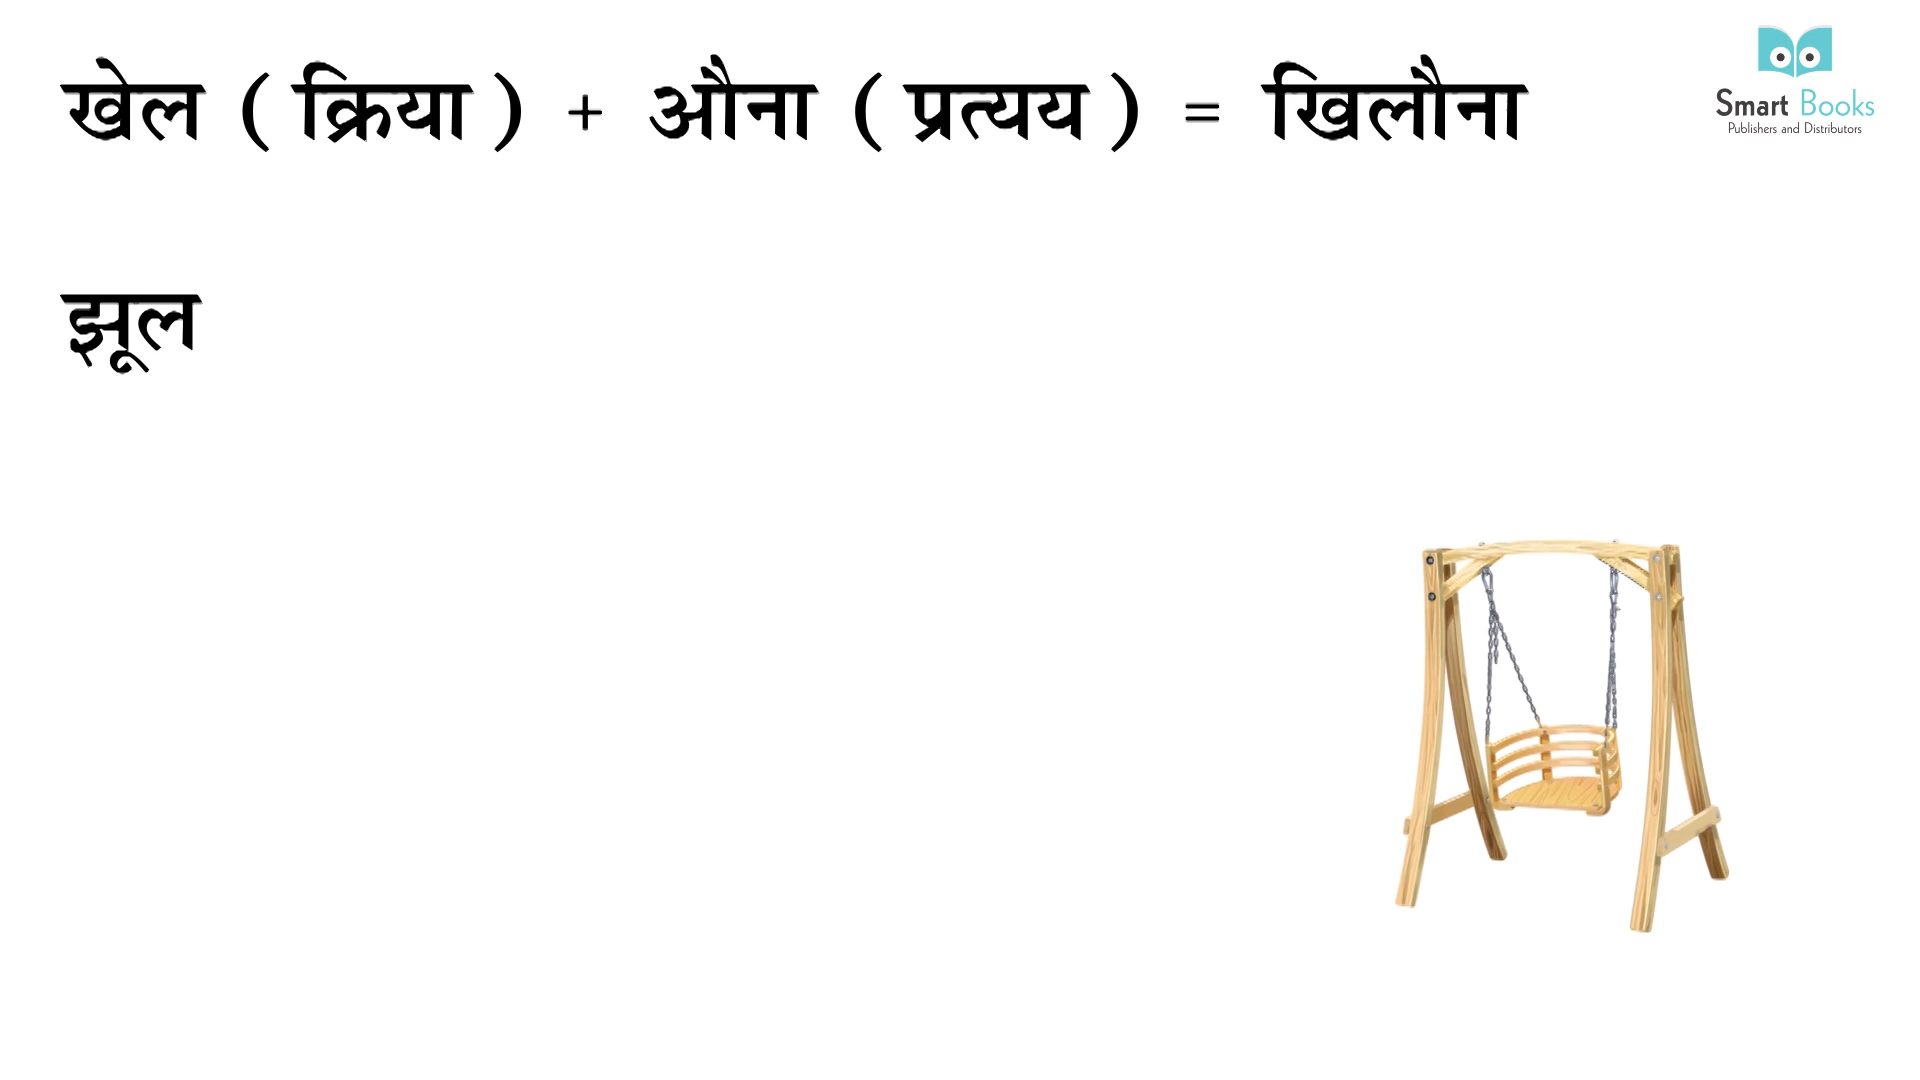 खेल ( क्रिया ) + औना ( प्रत्यय ) = खिलौना
Smart Books
Publishers and Distributors
झूल